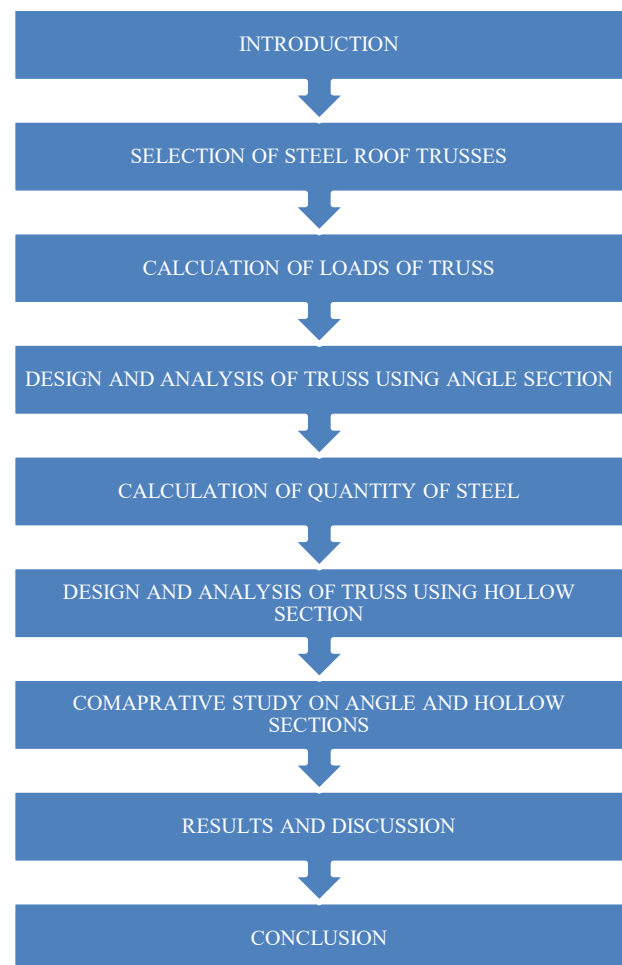 INTRODUCTION
SELECTION OF STEEL ROOF TRUSSES
CALCUATION OF LOADS OF TRUSS
DESIGN AND ANALYSIS OF TRUSS USING ANGLE SECTION
CALCULATION OF QUANTITY OF STEEL
DESIGN AND ANALYSIS OF TRUSS USING HOLLOW
SECTION
COMAPRATIVE STUDY ON ANGLE AND HOLLOW
SECTIONS
RESULTS AND DISCUSSION
CONCLUSION